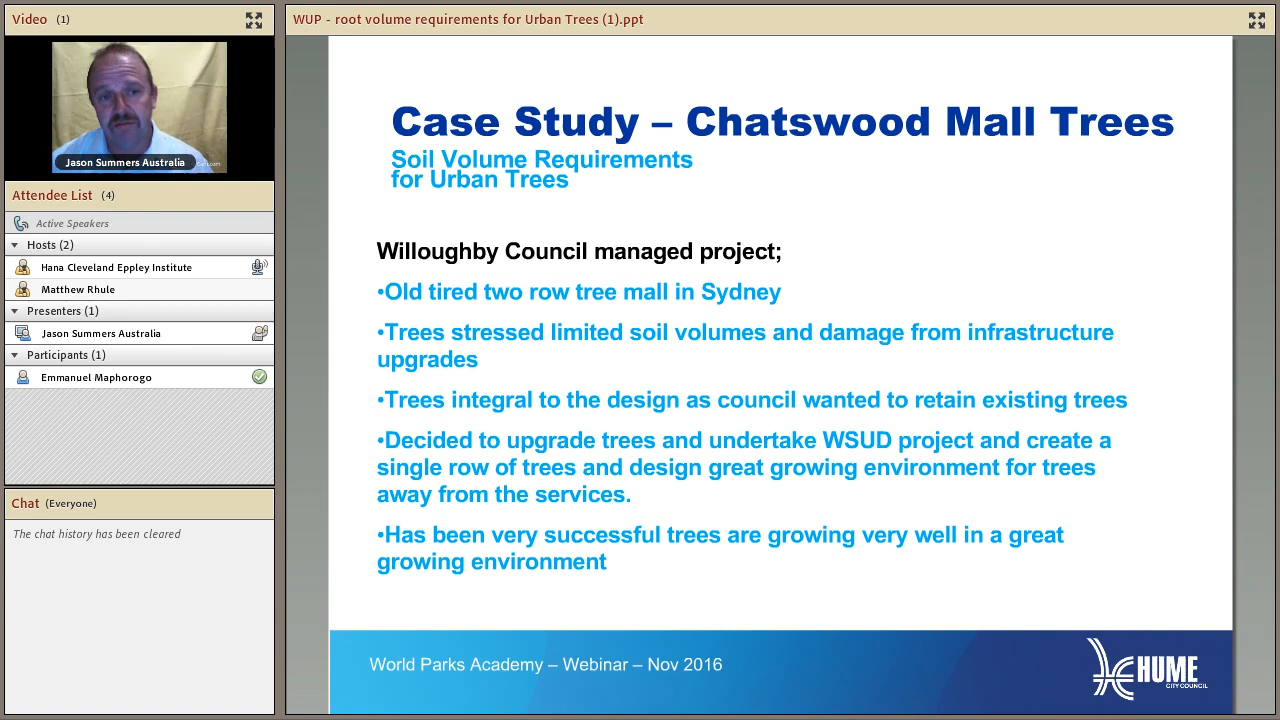 Video (1)
Jason Summers Australia
Attendee List (4)
Active Speakers
Hosts (2)
Hana Cleveland Eppley Institute
Matthew Rhule
Presenters (1)
Jason Summers Australia
Participants (1)
Emmanuel Maphorogo
Chat (Everyone)
The chat history has been cleared
WUP - root volume requirements for Urban Trees (1).ppt
Case Study – Chatswood Mall Trees
Soil Volume Requirements
for Urban Trees
Willoughby Council managed project;
•Old tired two row tree mall in Sydney
•Trees stressed limited soil volumes and damage from infrastructure
upgrades
•Trees integral to the design as council wanted to retain existing trees
•Decided to upgrade trees and undertake WSUD project and create a
single row of trees and design great growing environment for trees
away from the services.
•Has been very successful trees are growing very well in a great
growing environment
World Parks Academy – Webinar – Nov 2016
HUME
CITY COUNCIL